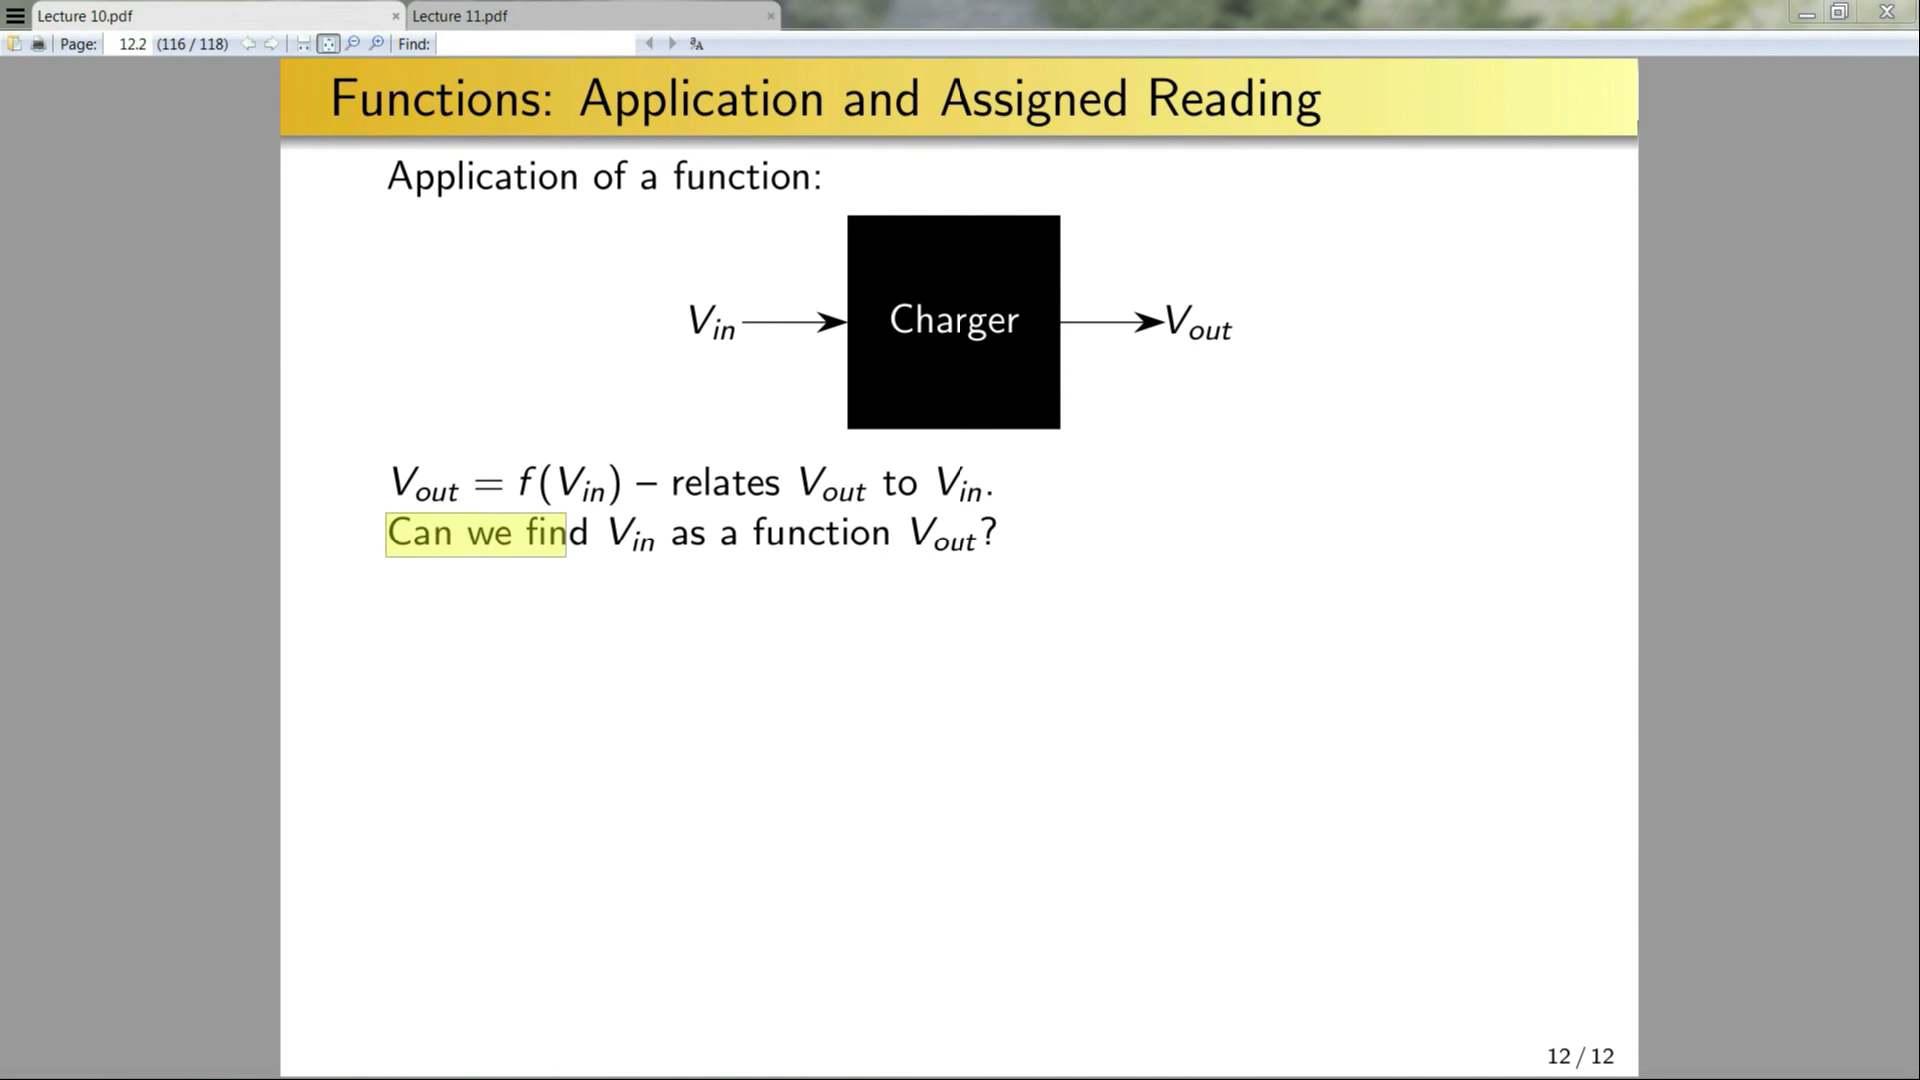 Lecture 10.pdf
Lecture 11.pdf
Page: 12.2 (116 / 118) Find:
Functions: Application and Assigned Reading
Application of a function:
V_in Charger V_out
V_out = f(V_in) – relates V_out to V_in.
Can we find V_in as a function V_out?
12 / 12